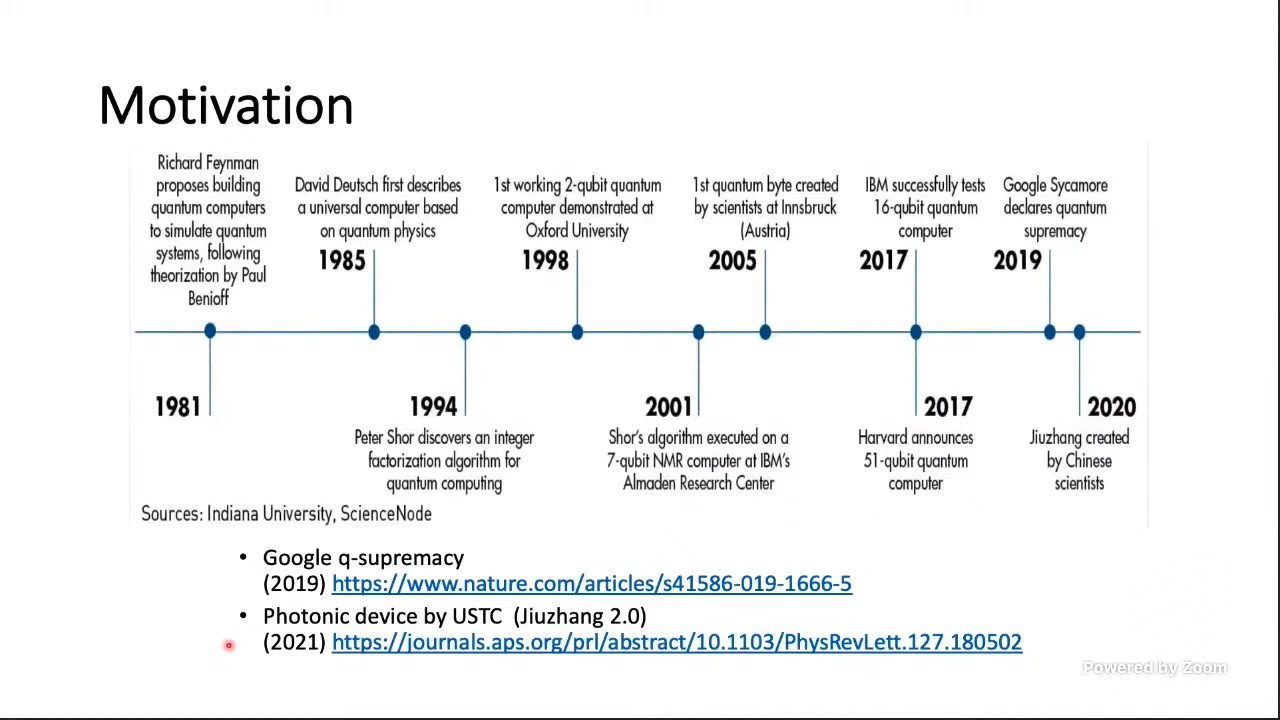 Motivation
Richard Feynman
proposes building
quantum computers
to simulate quantum
systems, following
theorization by Paul
Benioff
1981
David Deutsch first describes
a universal computer based
on quantum physics
1985
1994
Peter Shor discovers an integer
factorization algorithm for
quantum computing
1st working 2-qubit quantum
computer demonstrated at
Oxford University
1998
2001
Shor's algorithm executed on a
7-qubit NMR computer at IBM's
Almaden Research Center
1st quantum byte created
by scientists at Innsbruck
(Austria)
2005
IBM successfully tests
16-qubit quantum
computer
2017
2017
Harvard announces
51-qubit quantum
computer
Google Sycamore
declares quantum
supremacy
2019
2020
Jiuzhang created
by Chinese
scientists
Sources: Indiana University, ScienceNode
• Google q-supremacy
(2019) https://www.nature.com/articles/s41586-019-1666-5
• Photonic device by USTC (Jiuzhang 2.0)
(2021) https://journals.aps.org/prl/abstract/10.1103/PhysRevLett.127.180502
Powered by Zoom